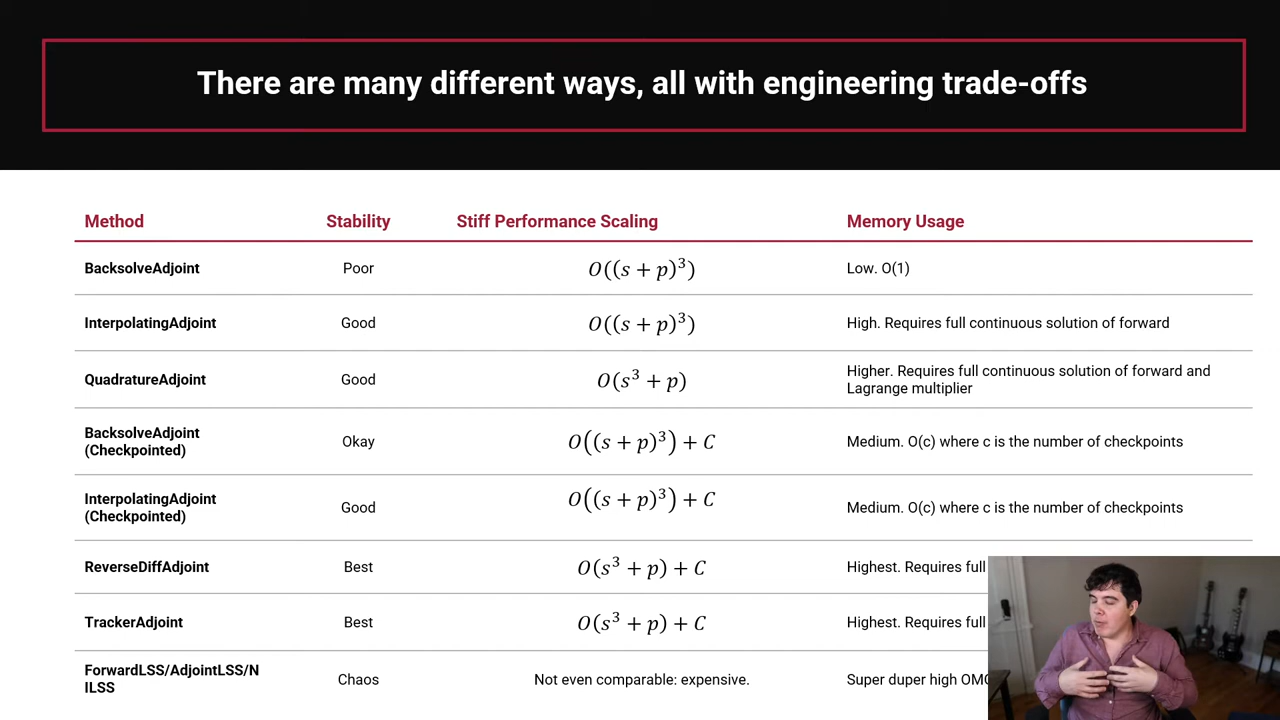 There are many different ways, all with engineering trade-offs
Method Stability Stiff Performance Scaling Memory Usage
BacksolveAdjoint Poor O((s + p)³) Low. O(1)
InterpolatingAdjoint Good O((s + p)³) High. Requires full continuous solution of forward
QuadratureAdjoint Good O(s³ + p) Higher. Requires full continuous solution of forward and
Lagrange multiplier
BacksolveAdjoint
(Checkpointed) Okay O((s + p)³) + C Medium. O(c) where c is the number of checkpoints
InterpolatingAdjoint
(Checkpointed) Good O((s + p)³) + C Medium. O(c) where c is the number of checkpoints
ReverseDiffAdjoint Best O(s³ + p) + C Highest. Requires full
TrackerAdjoint Best O(s³ + p) + C Highest. Requires full
ForwardLSS/AdjointLSS/N
ILSS Chaos Not even comparable: expensive. Super duper high